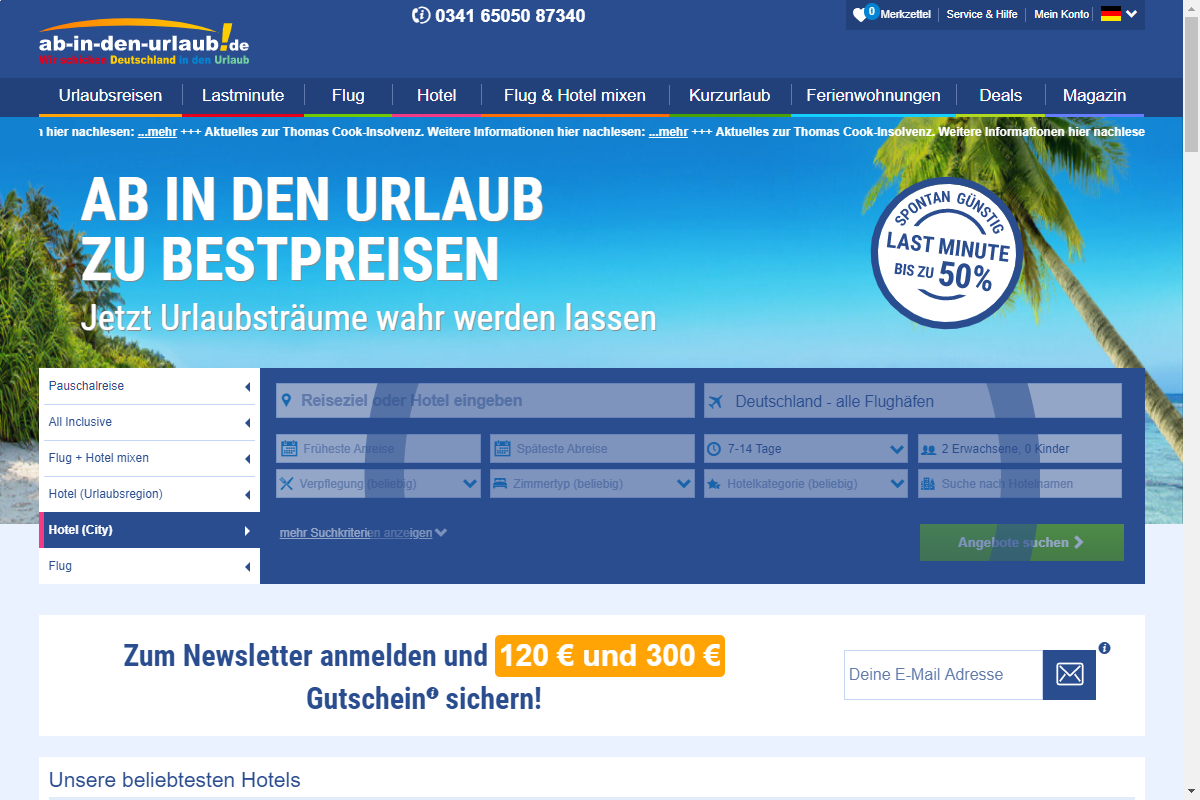 0341 65050 87340
0 Merkzettel
Service & Hilfe
Mein Konto
ab-in-den-urlaub!.de
Wir schicken Deutschland in den Urlaub
Urlaubsreisen
Lastminute
Flug
Hotel
Flug & Hotel mixen
Kurzurlaub
Ferienwohnungen
Deals
Magazin
hier nachlesen: ...mehr +++ Aktuelles zur Thomas Cook-Insolvenz. Weitere Informationen hier nachlesen: ...mehr +++ Aktuelles zur Thomas Cook-Insolvenz. Weitere Informationen hier nachlese
AB IN DEN URLAUB
ZU BESTPREISEN
Jetzt Urlaubsträume wahr werden lassen
SPONTAN GÜNSTIG
LAST MINUTE
BIS ZU 50%
Pauschalreise
All Inclusive
Flug + Hotel mixen
Hotel (Urlaubsregion)
Hotel (City)
Flug
Reiseziel oder Hotel eingeben
Deutschland - alle Flughäfen
Früheste Anreise
Späteste Abreise
7-14 Tage
2 Erwachsene, 0 Kinder
Verpflegung (beliebig)
Zimmertyp (beliebig)
Hotelkategorie (beliebig)
Suche nach Hotelnamen
mehr Suchkriterien anzeigen
Angebote suchen
Zum Newsletter anmelden und 120 € und 300 €
Gutschein sichern!
Deine E-Mail Adresse
Unsere beliebtesten Hotels